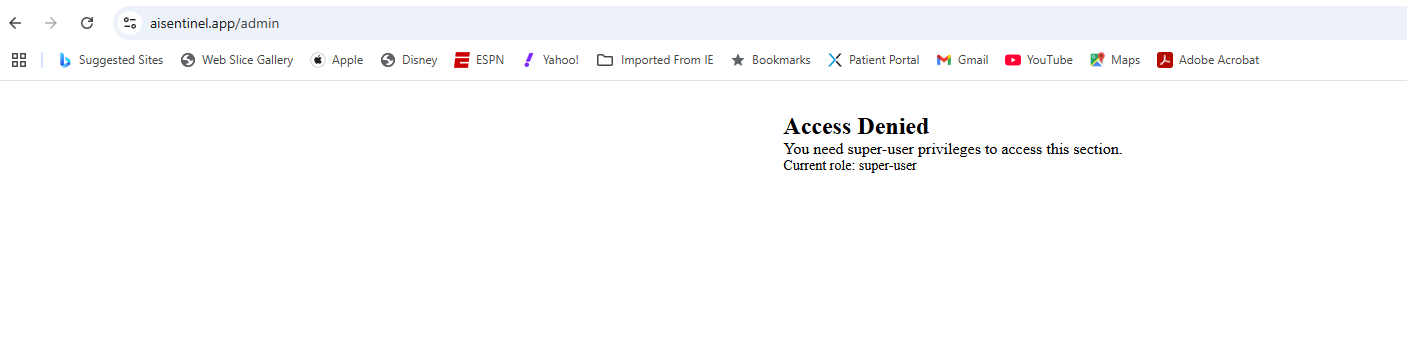 aisentinel.app/admin
Suggested Sites Web Slice Gallery Apple Disney ESPN Yahoo! Imported From IE Bookmarks Patient Portal Gmail YouTube Maps Adobe Acrobat
Access Denied
You need super-user privileges to access this section.
Current role: super-user